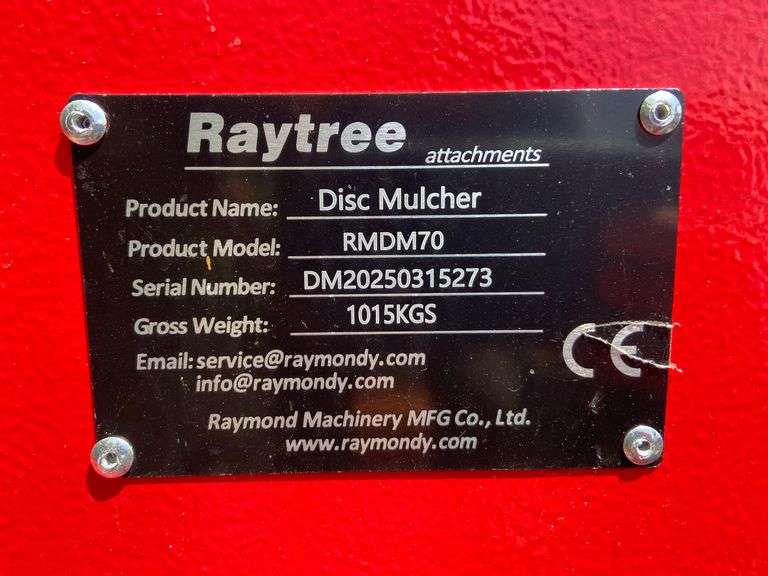 Raytree attachments
Product Name: Disc Mulcher
Product Model: RMDM70
Serial Number: DM20250315273
Gross Weight: 1015KGS
Email: service@raymondy.com
info@raymondy.com
CE
Raymond Machinery MFG Co., Ltd.
www.raymondy.com